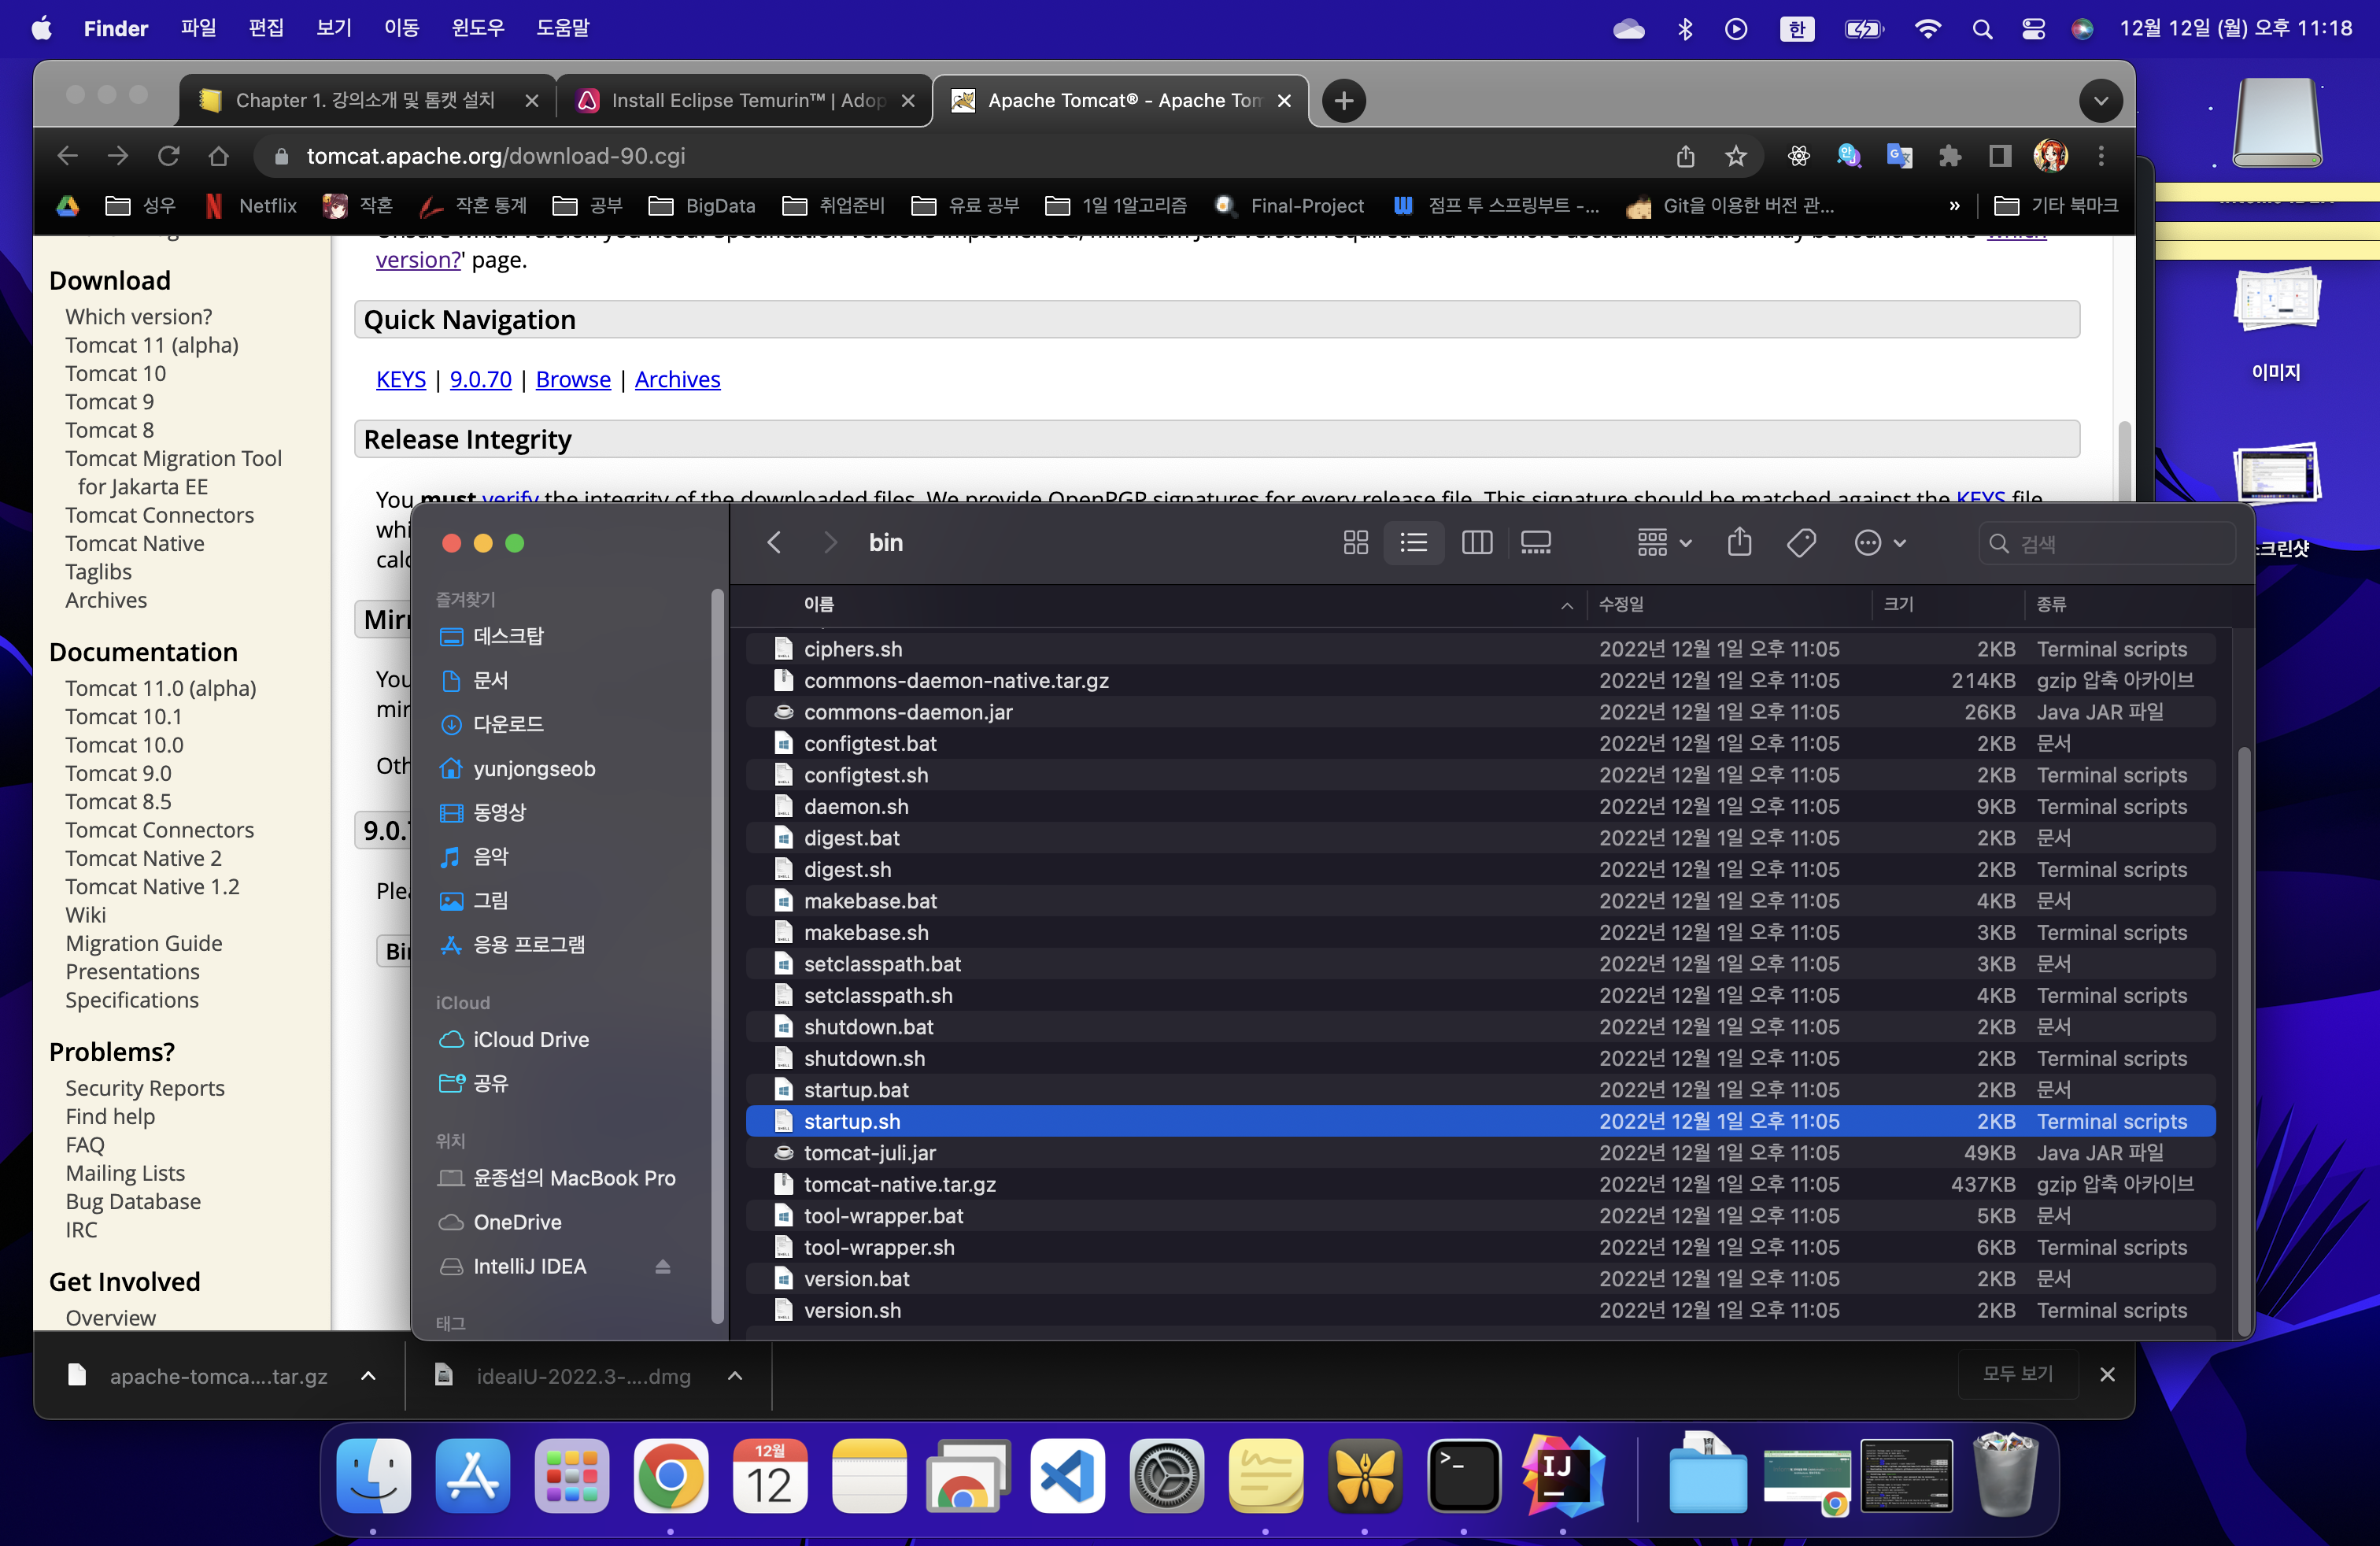 Finder 파일 편집 보기 이동 윈도우 도움말 한 12월 12일 (월) 오후 11:18
Chapter 1. 강의소개 및 톰캣 설치 Install Eclipse Temurin™ | Adop Apache Tomcat® - Apache Tom
tomcat.apache.org/download-90.cgi
성우 Netflix 작혼 작혼 통계 공부 BigData 취업준비 유료 공부 1일 1알고리즘 Final-Project 점프 투 스프링부트 -... Git을 이용한 버전 관... » 기타 북마크
Download
Which version?
Tomcat 11 (alpha)
Tomcat 10
Tomcat 9
Tomcat 8
Tomcat Migration Tool
for Jakarta EE
Tomcat Connectors
Tomcat Native
Taglibs
Archives
Documentation
Tomcat 11.0 (alpha)
Tomcat 10.1
Tomcat 10.0
Tomcat 9.0
Tomcat 8.5
Tomcat Connectors
Tomcat Native 2
Tomcat Native 1.2
Wiki
Migration Guide
Presentations
Specifications
Problems?
Security Reports
Find help
FAQ
Mailing Lists
Bug Database
IRC
Get Involved
Overview
version?' page.
Quick Navigation
KEYS | 9.0.70 | Browse | Archives
Release Integrity
You must verify the integrity of the downloaded files. We provide OpenPGP signatures for every release file. This signature should be matched against the KEYS file
whi
calc
Mirr
You
mir
Oth
9.0.
Plea
Bin
이미지
크린샷
bin
검색
즐겨찾기
데스크탑
문서
다운로드
yunjongseob
동영상
음악
그림
응용 프로그램
iCloud
iCloud Drive
공유
위치
윤종섭의 MacBook Pro
OneDrive
IntelliJ IDEA
태그
이름 수정일 크기 종류
ciphers.sh 2022년 12월 1일 오후 11:05 2KB Terminal scripts
commons-daemon-native.tar.gz 2022년 12월 1일 오후 11:05 214KB gzip 압축 아카이브
commons-daemon.jar 2022년 12월 1일 오후 11:05 26KB Java JAR 파일
configtest.bat 2022년 12월 1일 오후 11:05 2KB 문서
configtest.sh 2022년 12월 1일 오후 11:05 2KB Terminal scripts
daemon.sh 2022년 12월 1일 오후 11:05 9KB Terminal scripts
digest.bat 2022년 12월 1일 오후 11:05 2KB 문서
digest.sh 2022년 12월 1일 오후 11:05 2KB Terminal scripts
makebase.bat 2022년 12월 1일 오후 11:05 4KB 문서
makebase.sh 2022년 12월 1일 오후 11:05 3KB Terminal scripts
setclasspath.bat 2022년 12월 1일 오후 11:05 3KB 문서
setclasspath.sh 2022년 12월 1일 오후 11:05 4KB Terminal scripts
shutdown.bat 2022년 12월 1일 오후 11:05 2KB 문서
shutdown.sh 2022년 12월 1일 오후 11:05 2KB Terminal scripts
startup.bat 2022년 12월 1일 오후 11:05 2KB 문서
startup.sh 2022년 12월 1일 오후 11:05 2KB Terminal scripts
tomcat-juli.jar 2022년 12월 1일 오후 11:05 49KB Java JAR 파일
tomcat-native.tar.gz 2022년 12월 1일 오후 11:05 437KB gzip 압축 아카이브
tool-wrapper.bat 2022년 12월 1일 오후 11:05 5KB 문서
tool-wrapper.sh 2022년 12월 1일 오후 11:05 6KB Terminal scripts
version.bat 2022년 12월 1일 오후 11:05 2KB 문서
version.sh 2022년 12월 1일 오후 11:05 2KB Terminal scripts
apache-tomca....tar.gz ideaIU-2022.3-....dmg 모두 보기
12월
12
>_
IJ